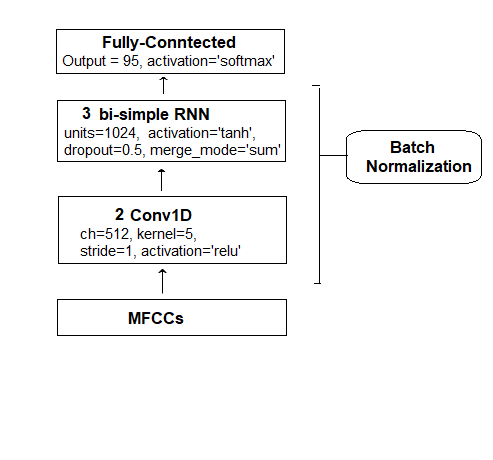 Fully-Conntected
Output = 95, activation='softmax'
3 bi-simple RNN
units=1024, activation='tanh',
dropout=0.5, merge_mode='sum'
Batch
Normalization
2 Conv1D
ch=512, kernel=5,
stride=1, activation='relu'
MFCCs